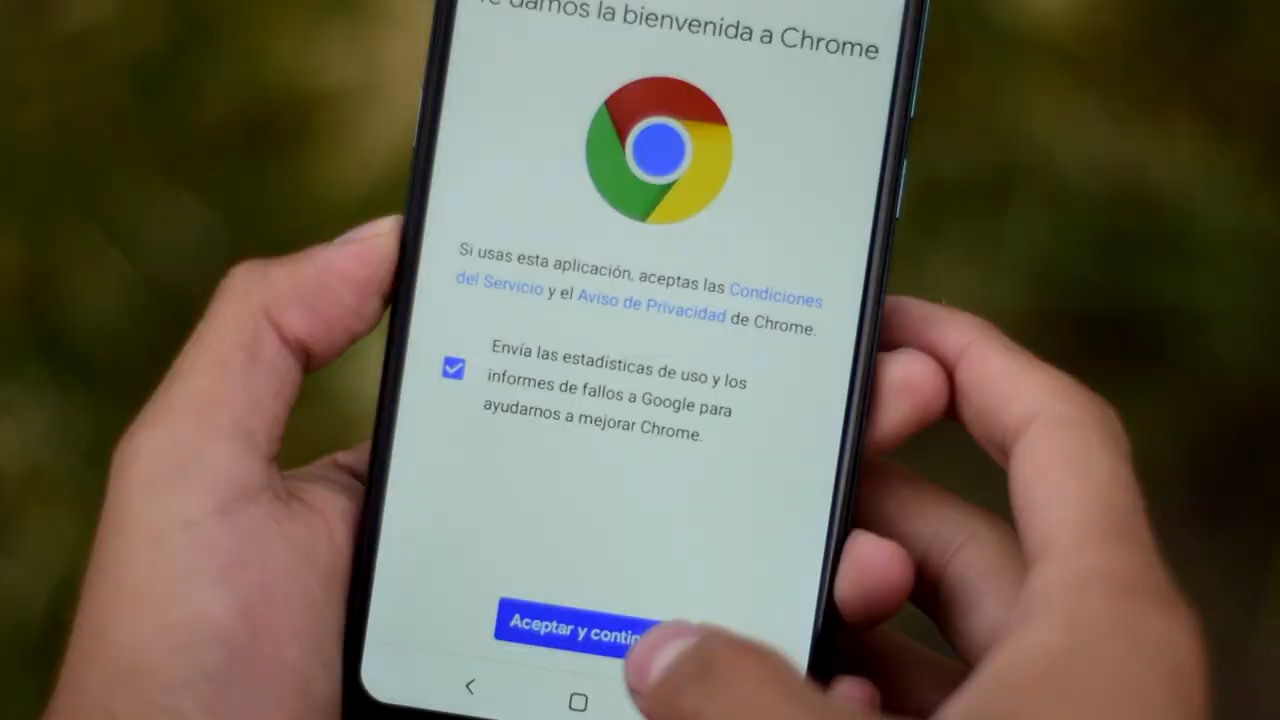 damos la bienvenida a Chrome
Si usas esta aplicación, aceptas las Condiciones
del Servicio y el Aviso de Privacidad de Chrome.
Envía las estadísticas de uso y los
informes de fallos a Google para
ayudarnos a mejorar Chrome.
Aceptar y contin